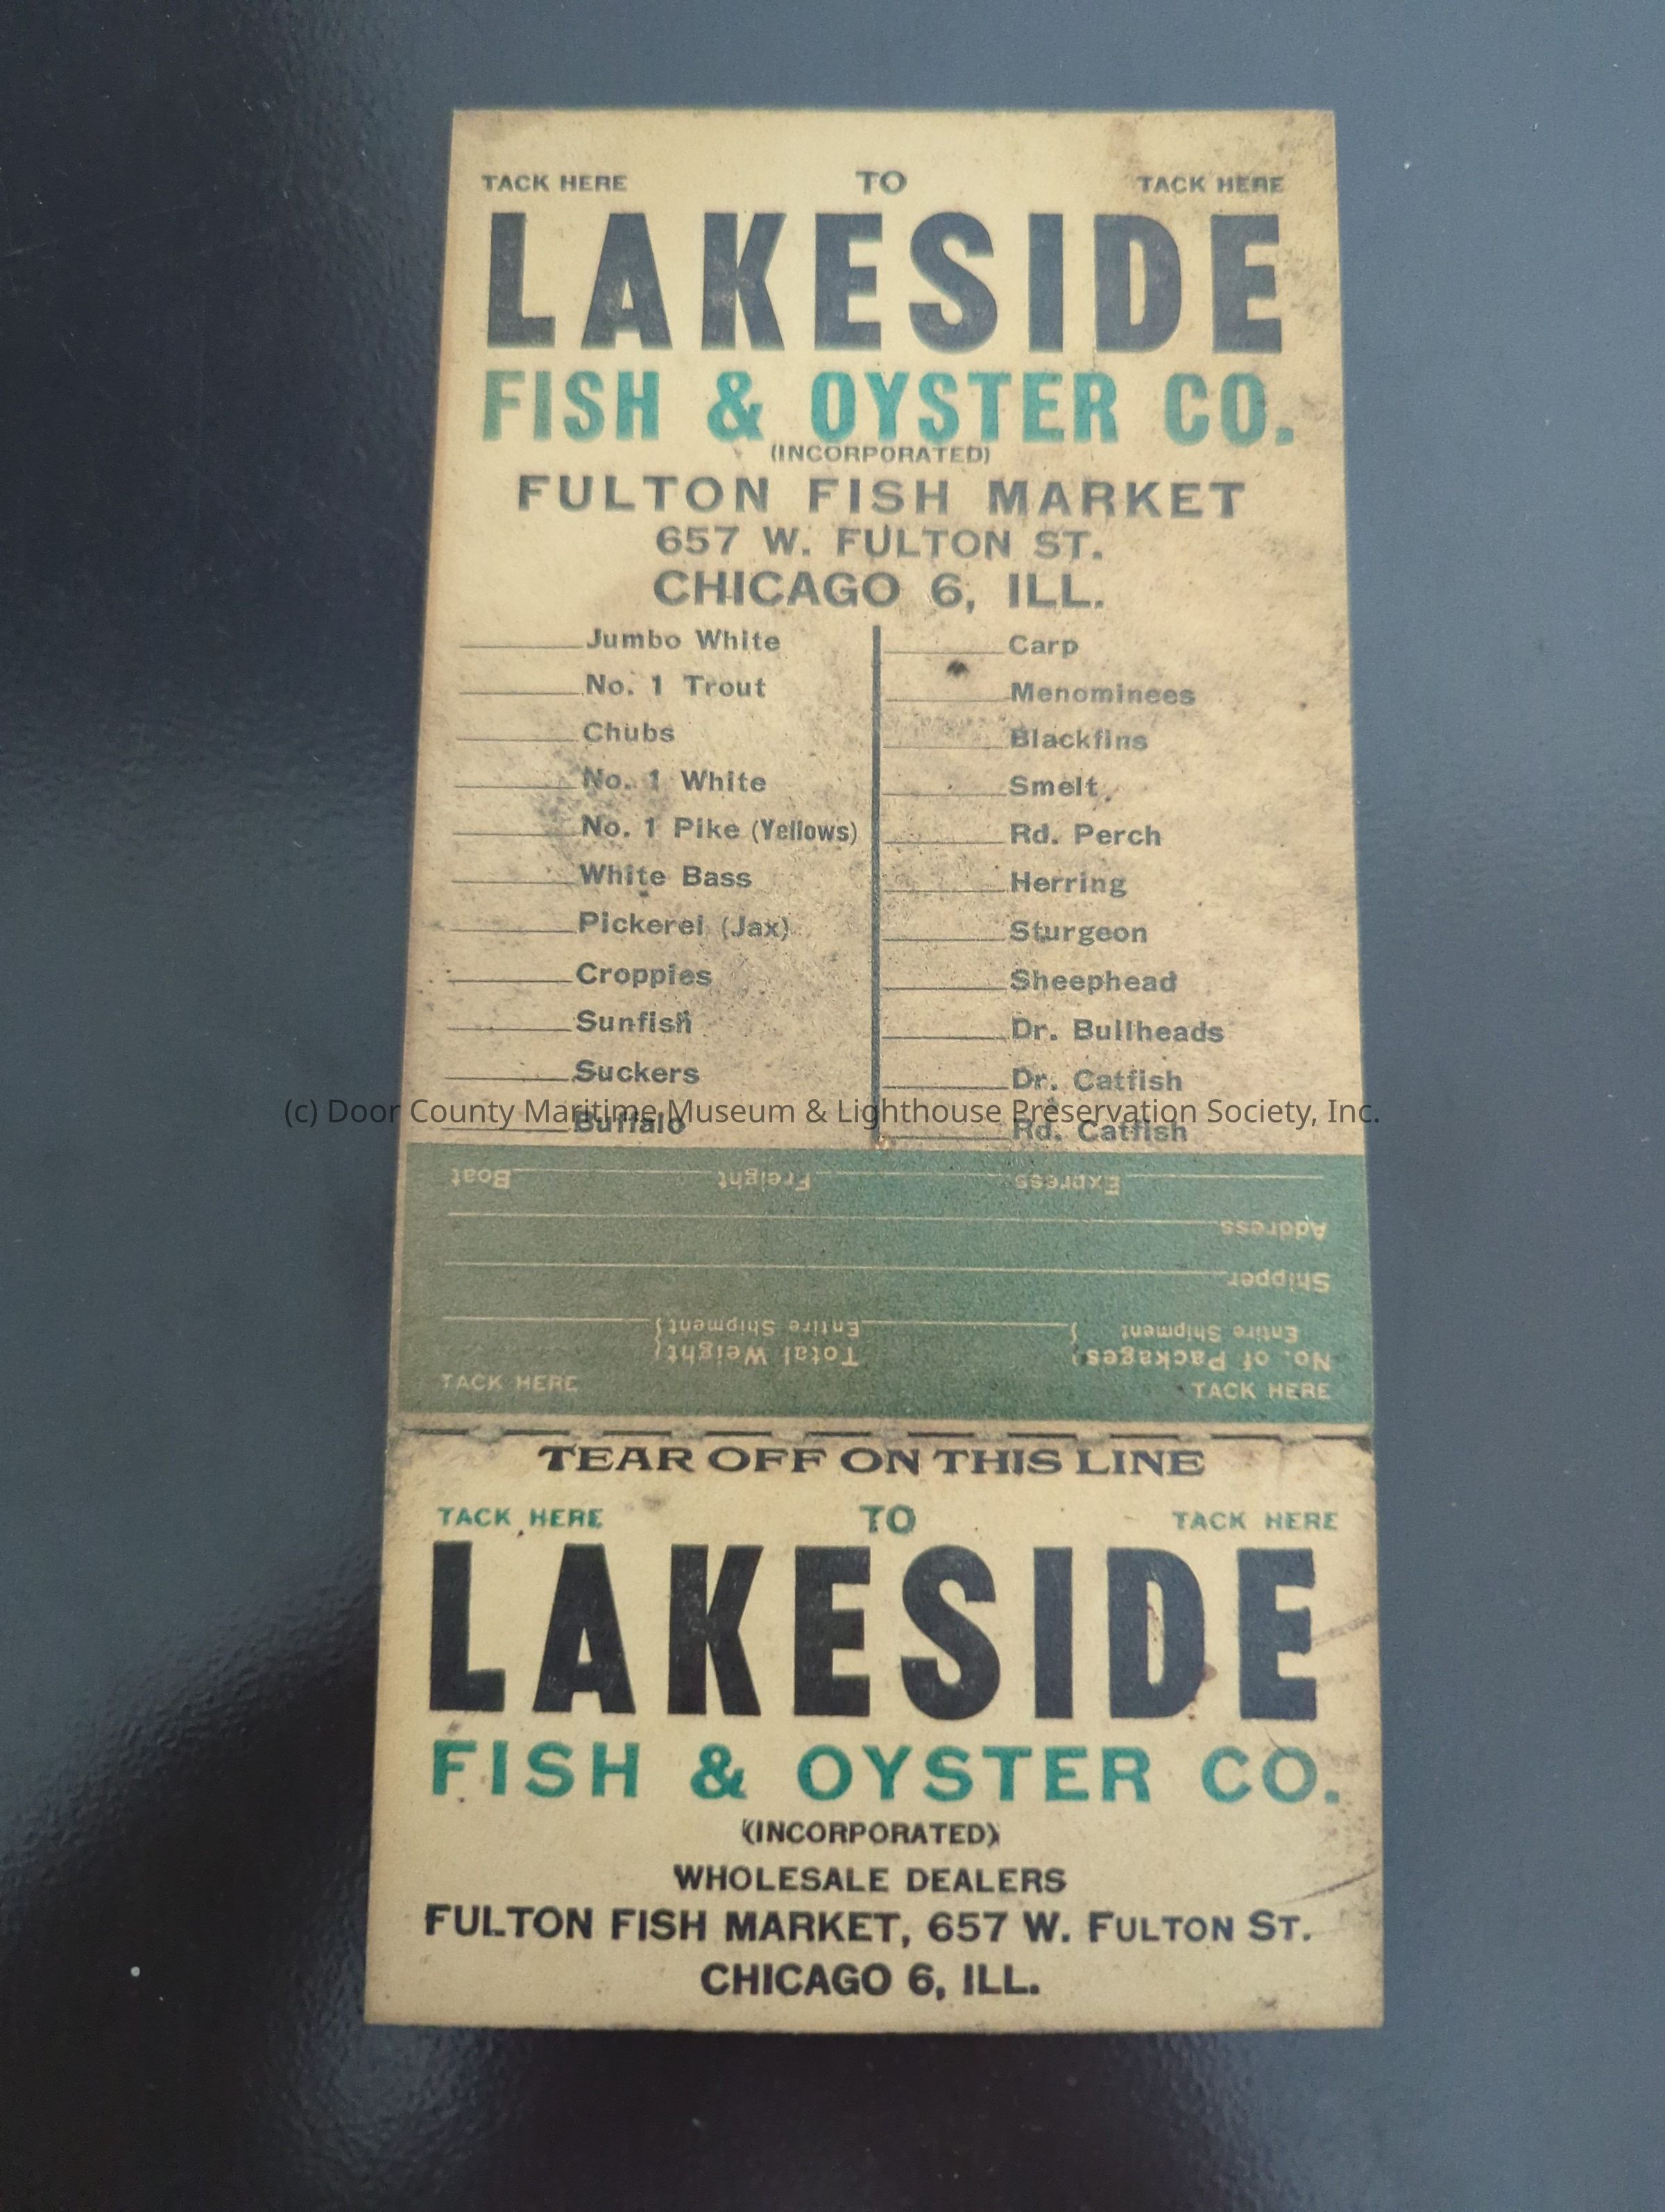 TACK HERE TO TACK HERE
LAKESIDE
FISH & OYSTER CO.
(INCORPORATED)
FULTON FISH MARKET
657 W. FULTON ST.
CHICAGO 6, ILL.
Jumbo White
No. 1 Trout
Chubs
No. 1 White
No. 1 Pike (Yellows)
White Bass
Pickerel (Jax)
Croppies
Sunfish
Suckers
Buffalo
Carp
Menominees
Blackfins
Smelt
Rd. Perch
Herring
Sturgeon
Sheephead
Dr. Bullheads
Dr. Catfish
Rd. Catfish
(c) Door County Maritime Museum & Lighthouse Preservation Society, Inc.
No. of Packages Total Weight
Entire Shipment Entire Shipment
Shipper
Address
Express Freight Boat
TACK HERE TACK HERE
TEAR OFF ON THIS LINE
TACK HERE TO TACK HERE
LAKESIDE
FISH & OYSTER CO.
(INCORPORATED)
WHOLESALE DEALERS
FULTON FISH MARKET, 657 W. FULTON ST.
CHICAGO 6, ILL.